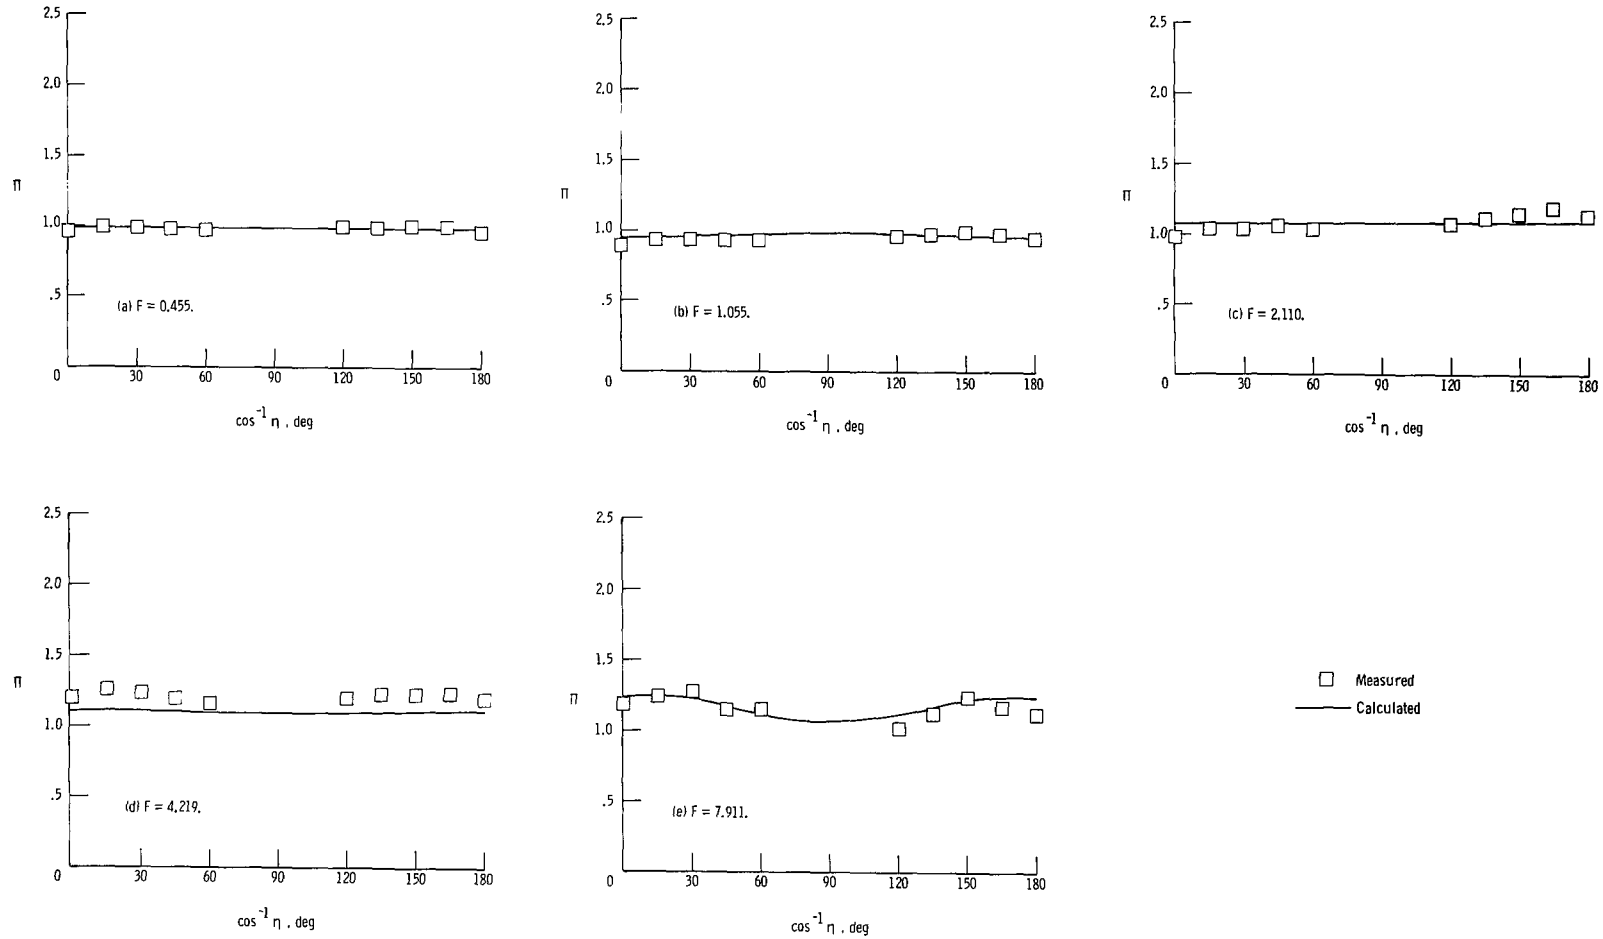 2.5
2.0
1.5
Π
1.0
.5
(a) F = 0.455.
0 30 60 90 120 150 180
cos⁻¹ η , deg
2.5
2.0
1.5
Π
1.0
.5
(b) F = 1.055.
0 30 60 90 120 150 180
cos⁻¹ η , deg
2.5
2.0
1.5
Π
1.0
.5
(c) F = 2.110.
0 30 60 90 120 150 180
cos⁻¹ η , deg
2.5
2.0
1.5
Π
1.0
.5
(d) F = 4.219.
0 30 60 90 120 150 180
cos⁻¹ η , deg
2.5
2.0
1.5
Π
1.0
.5
(e) F = 7.911.
0 30 60 90 120 150 180
cos⁻¹ η , deg
Measured
Calculated